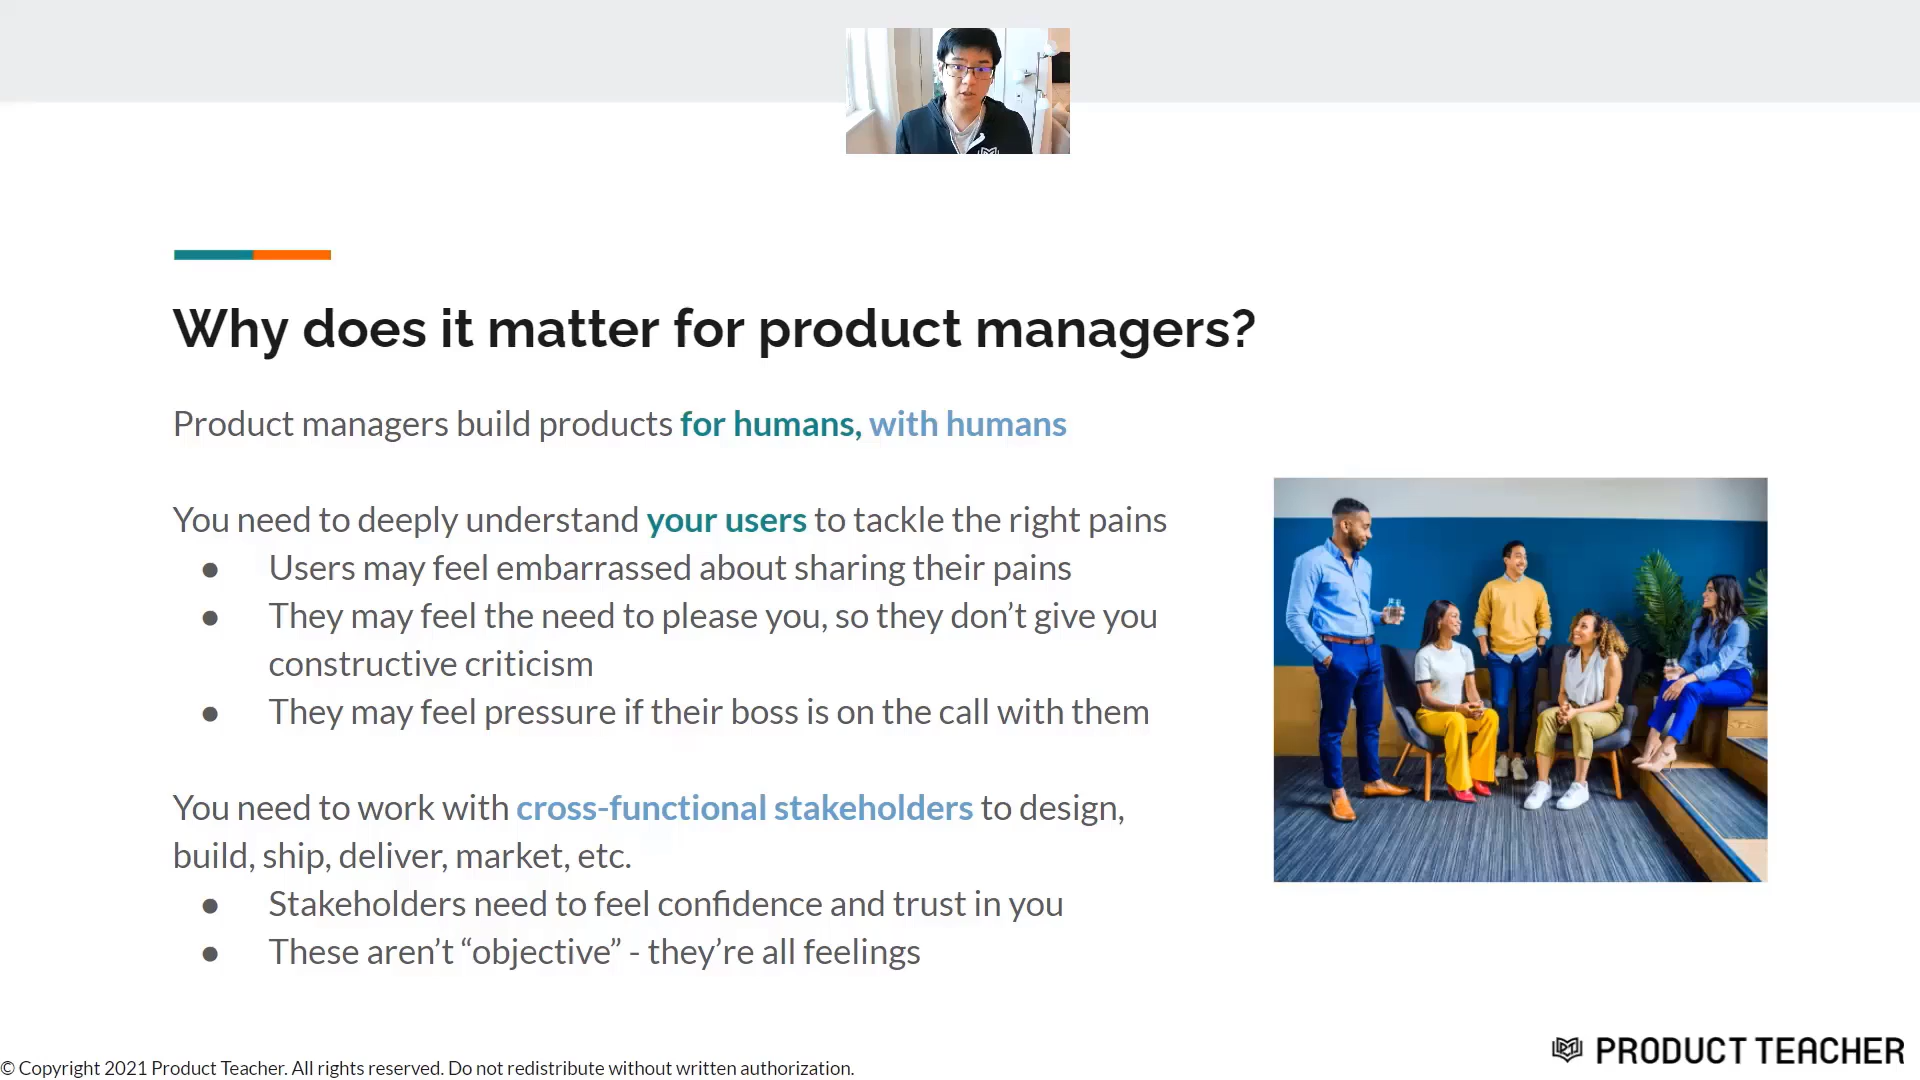 Why does it matter for product managers?
Product managers build products for humans, with humans
You need to deeply understand your users to tackle the right pains
● Users may feel embarrassed about sharing their pains
● They may feel the need to please you, so they don’t give you
constructive criticism
● They may feel pressure if their boss is on the call with them
You need to work with cross-functional stakeholders to design,
build, ship, deliver, market, etc.
● Stakeholders need to feel confidence and trust in you
● These aren’t “objective” - they’re all feelings
© Copyright 2021 Product Teacher. All rights reserved. Do not redistribute without written authorization.
PRODUCT TEACHER